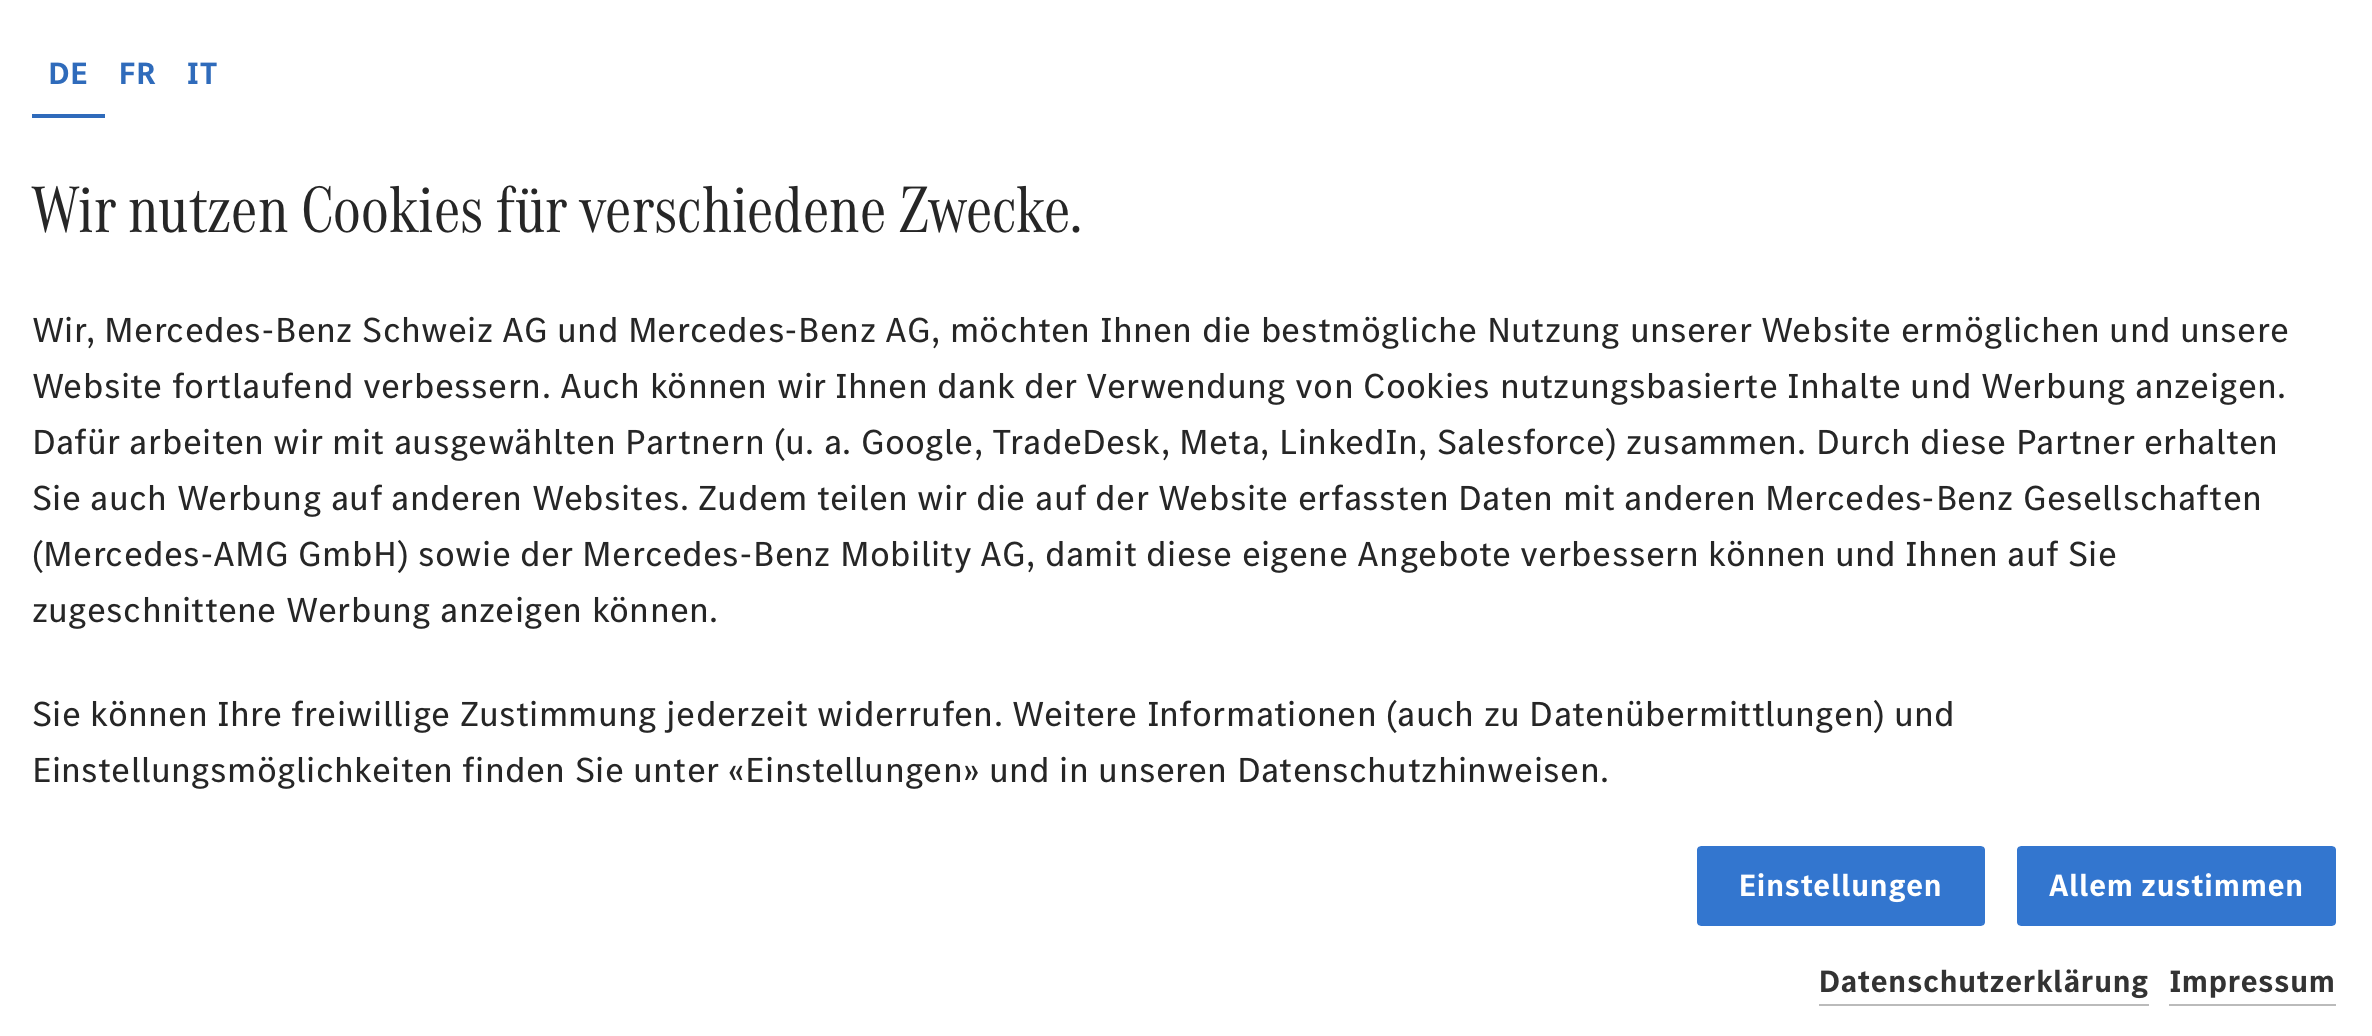 DE FR IT
Wir nutzen Cookies für verschiedene Zwecke.
Wir, Mercedes-Benz Schweiz AG und Mercedes-Benz AG, möchten Ihnen die bestmögliche Nutzung unserer Website ermöglichen und unsere
Website fortlaufend verbessern. Auch können wir Ihnen dank der Verwendung von Cookies nutzungsbasierte Inhalte und Werbung anzeigen.
Dafür arbeiten wir mit ausgewählten Partnern (u. a. Google, TradeDesk, Meta, LinkedIn, Salesforce) zusammen. Durch diese Partner erhalten
Sie auch Werbung auf anderen Websites. Zudem teilen wir die auf der Website erfassten Daten mit anderen Mercedes-Benz Gesellschaften
(Mercedes-AMG GmbH) sowie der Mercedes-Benz Mobility AG, damit diese eigene Angebote verbessern können und Ihnen auf Sie
zugeschnittene Werbung anzeigen können.
Sie können Ihre freiwillige Zustimmung jederzeit widerrufen. Weitere Informationen (auch zu Datenübermittlungen) und
Einstellungsmöglichkeiten finden Sie unter «Einstellungen» und in unseren Datenschutzhinweisen.
Einstellungen Allem zustimmen
Datenschutzerklärung Impressum